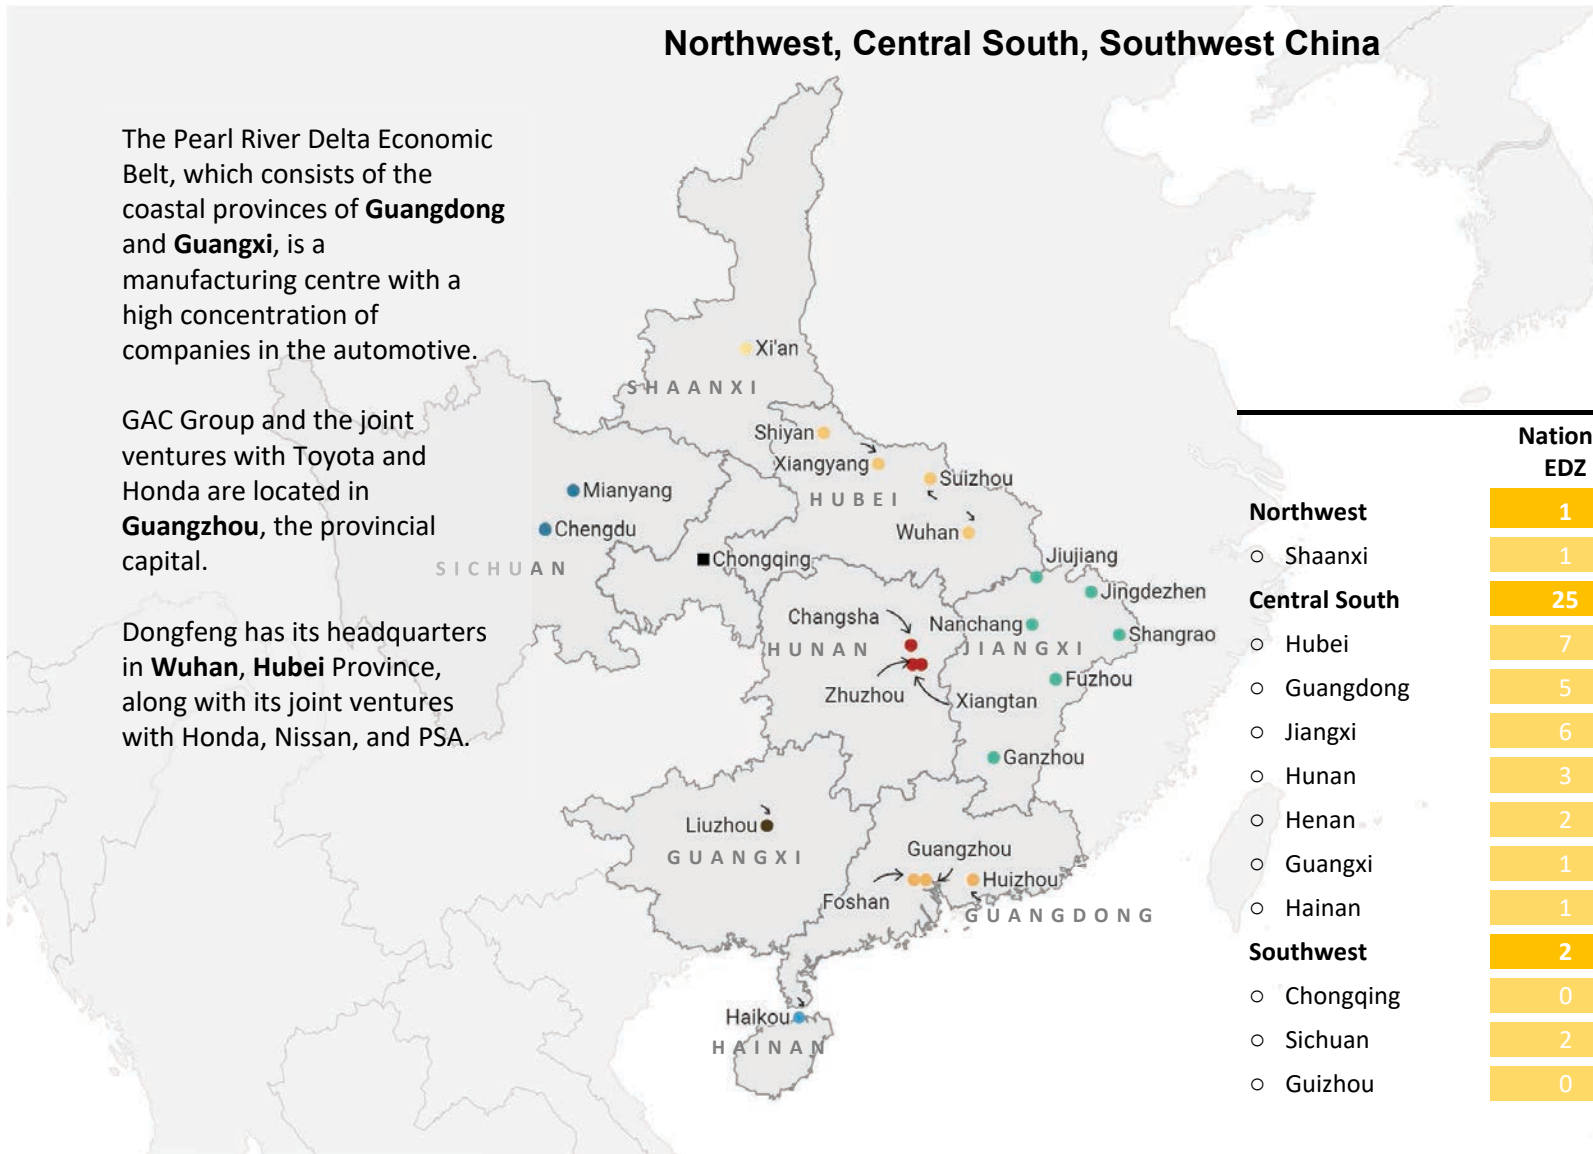 Northwest, Central South, Southwest China
The Pearl River Delta Economic
Belt, which consists of the
coastal provinces of Guangdong
and Guangxi, is a
manufacturing centre with a
high concentration of
companies in the automotive.
GAC Group and the joint
ventures with Toyota and
Honda are located in
Guangzhou, the provincial
capital.
Dongfeng has its headquarters
in Wuhan, Hubei Province,
along with its joint ventures
with Honda, Nissan, and PSA.
Xi'an
SHAANXI
Shiyan
Xiangyang
Suizhou
HUBEI
Wuhan
Mianyang
Chengdu
SICHUAN
Chongqing
Jiujiang
Jingdezhen
Changsha
Nanchang
Shangrao
HUNAN
JIANGXI
Fuzhou
Zhuzhou
Xiangtan
Ganzhou
Liuzhou
GUANGXI
Guangzhou
Huizhou
Foshan
GUANGDONG
Haikou
HAINAN
Nation
EDZ
Northwest 1
○ Shaanxi 1
Central South 25
○ Hubei 7
○ Guangdong 5
○ Jiangxi 6
○ Hunan 3
○ Henan 2
○ Guangxi 1
○ Hainan 1
Southwest 2
○ Chongqing 0
○ Sichuan 2
○ Guizhou 0